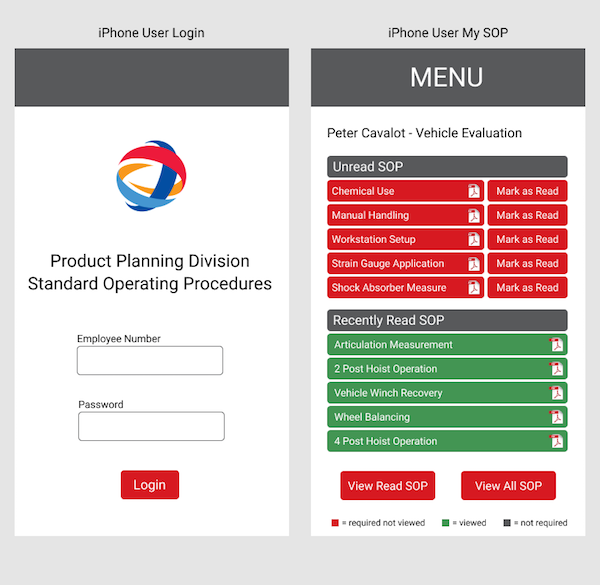 iPhone User Login
Product Planning Division
Standard Operating Procedures
Employee Number
Password
Login
iPhone User My SOP
MENU
Peter Cavalot - Vehicle Evaluation
Unread SOP
Chemical Use Mark as Read
Manual Handling Mark as Read
Workstation Setup Mark as Read
Strain Gauge Application Mark as Read
Shock Absorber Measure Mark as Read
Recently Read SOP
Articulation Measurement
2 Post Hoist Operation
Vehicle Winch Recovery
Wheel Balancing
4 Post Hoist Operation
View Read SOP View All SOP
= required not viewed = viewed = not required